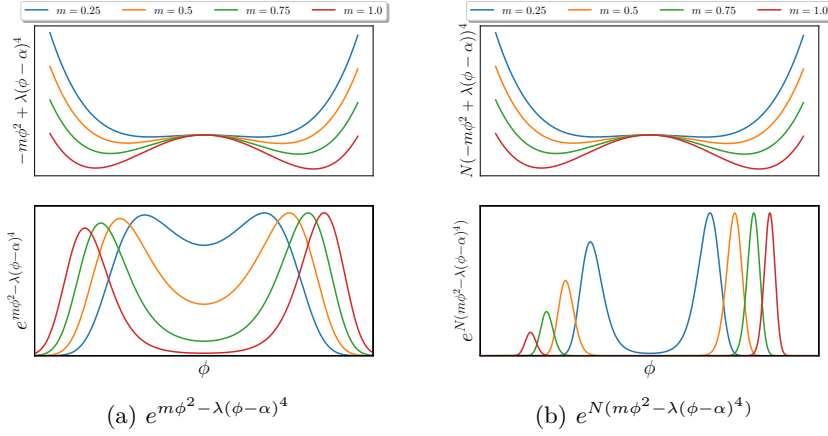 m = 0.25 m = 0.5 m = 0.75 m = 1.0
−mϕ² + λ(ϕ − α)⁴
e^{mϕ²−λ(ϕ−α)⁴}
ϕ
(a) e^{mϕ²−λ(ϕ−α)⁴}
m = 0.25 m = 0.5 m = 0.75 m = 1.0
N(−mϕ² + λ(ϕ − α))⁴
e^{N(mϕ²−λ(ϕ−α)⁴)}
ϕ
(b) e^{N(mϕ²−λ(ϕ−α)⁴)}